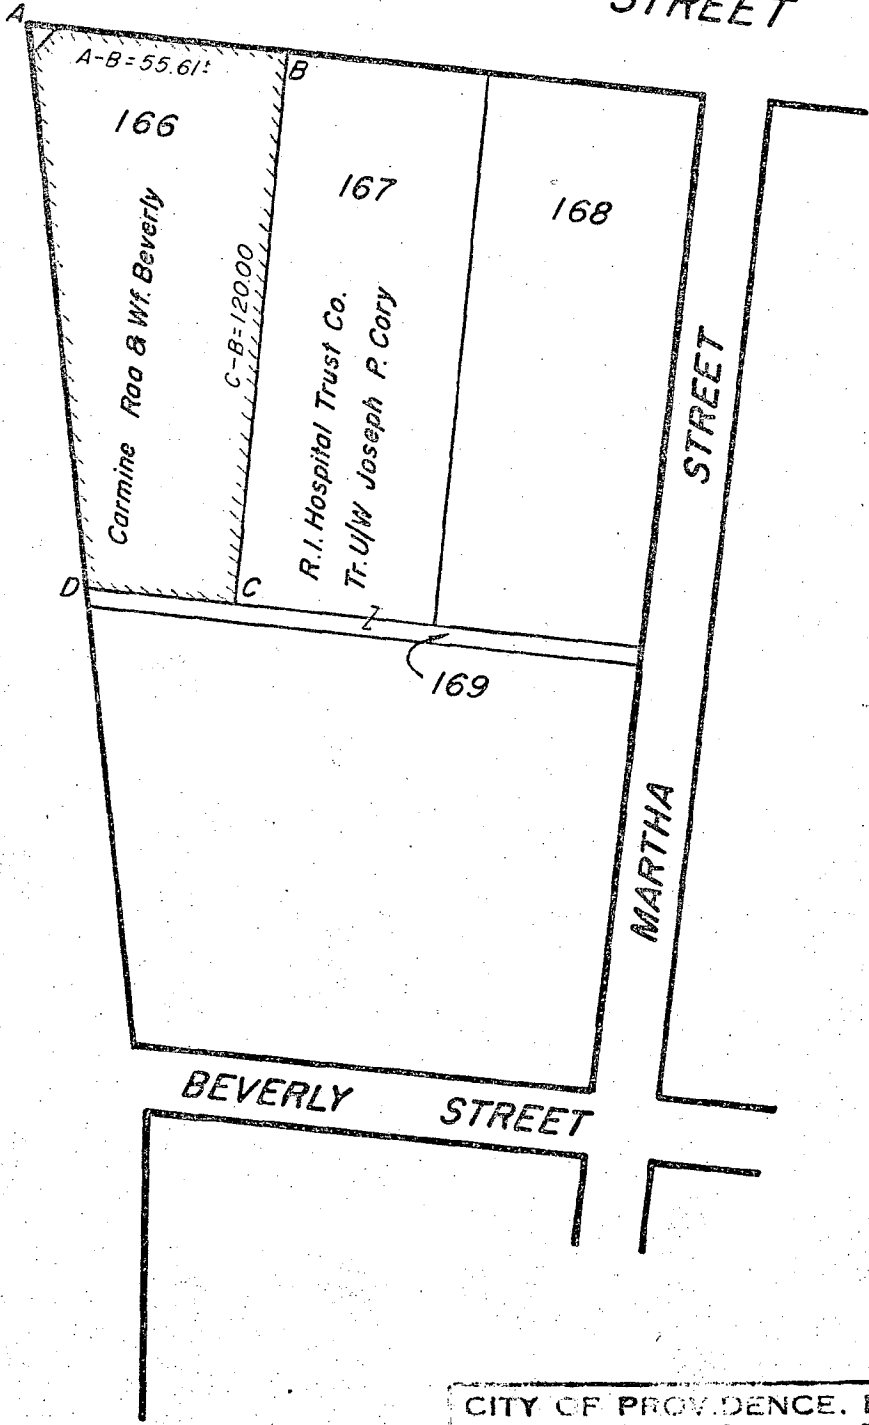 STREET
A
A-B=55.61±
B
166
167
168
Carmine Rao & Wf. Beverly
C-B=120.00
R.I. Hospital Trust Co.
Tr. U/W Joseph P. Cory
STREET
D
C
Z
169
MARTHA
BEVERLY STREET
CITY OF PROVIDENCE.